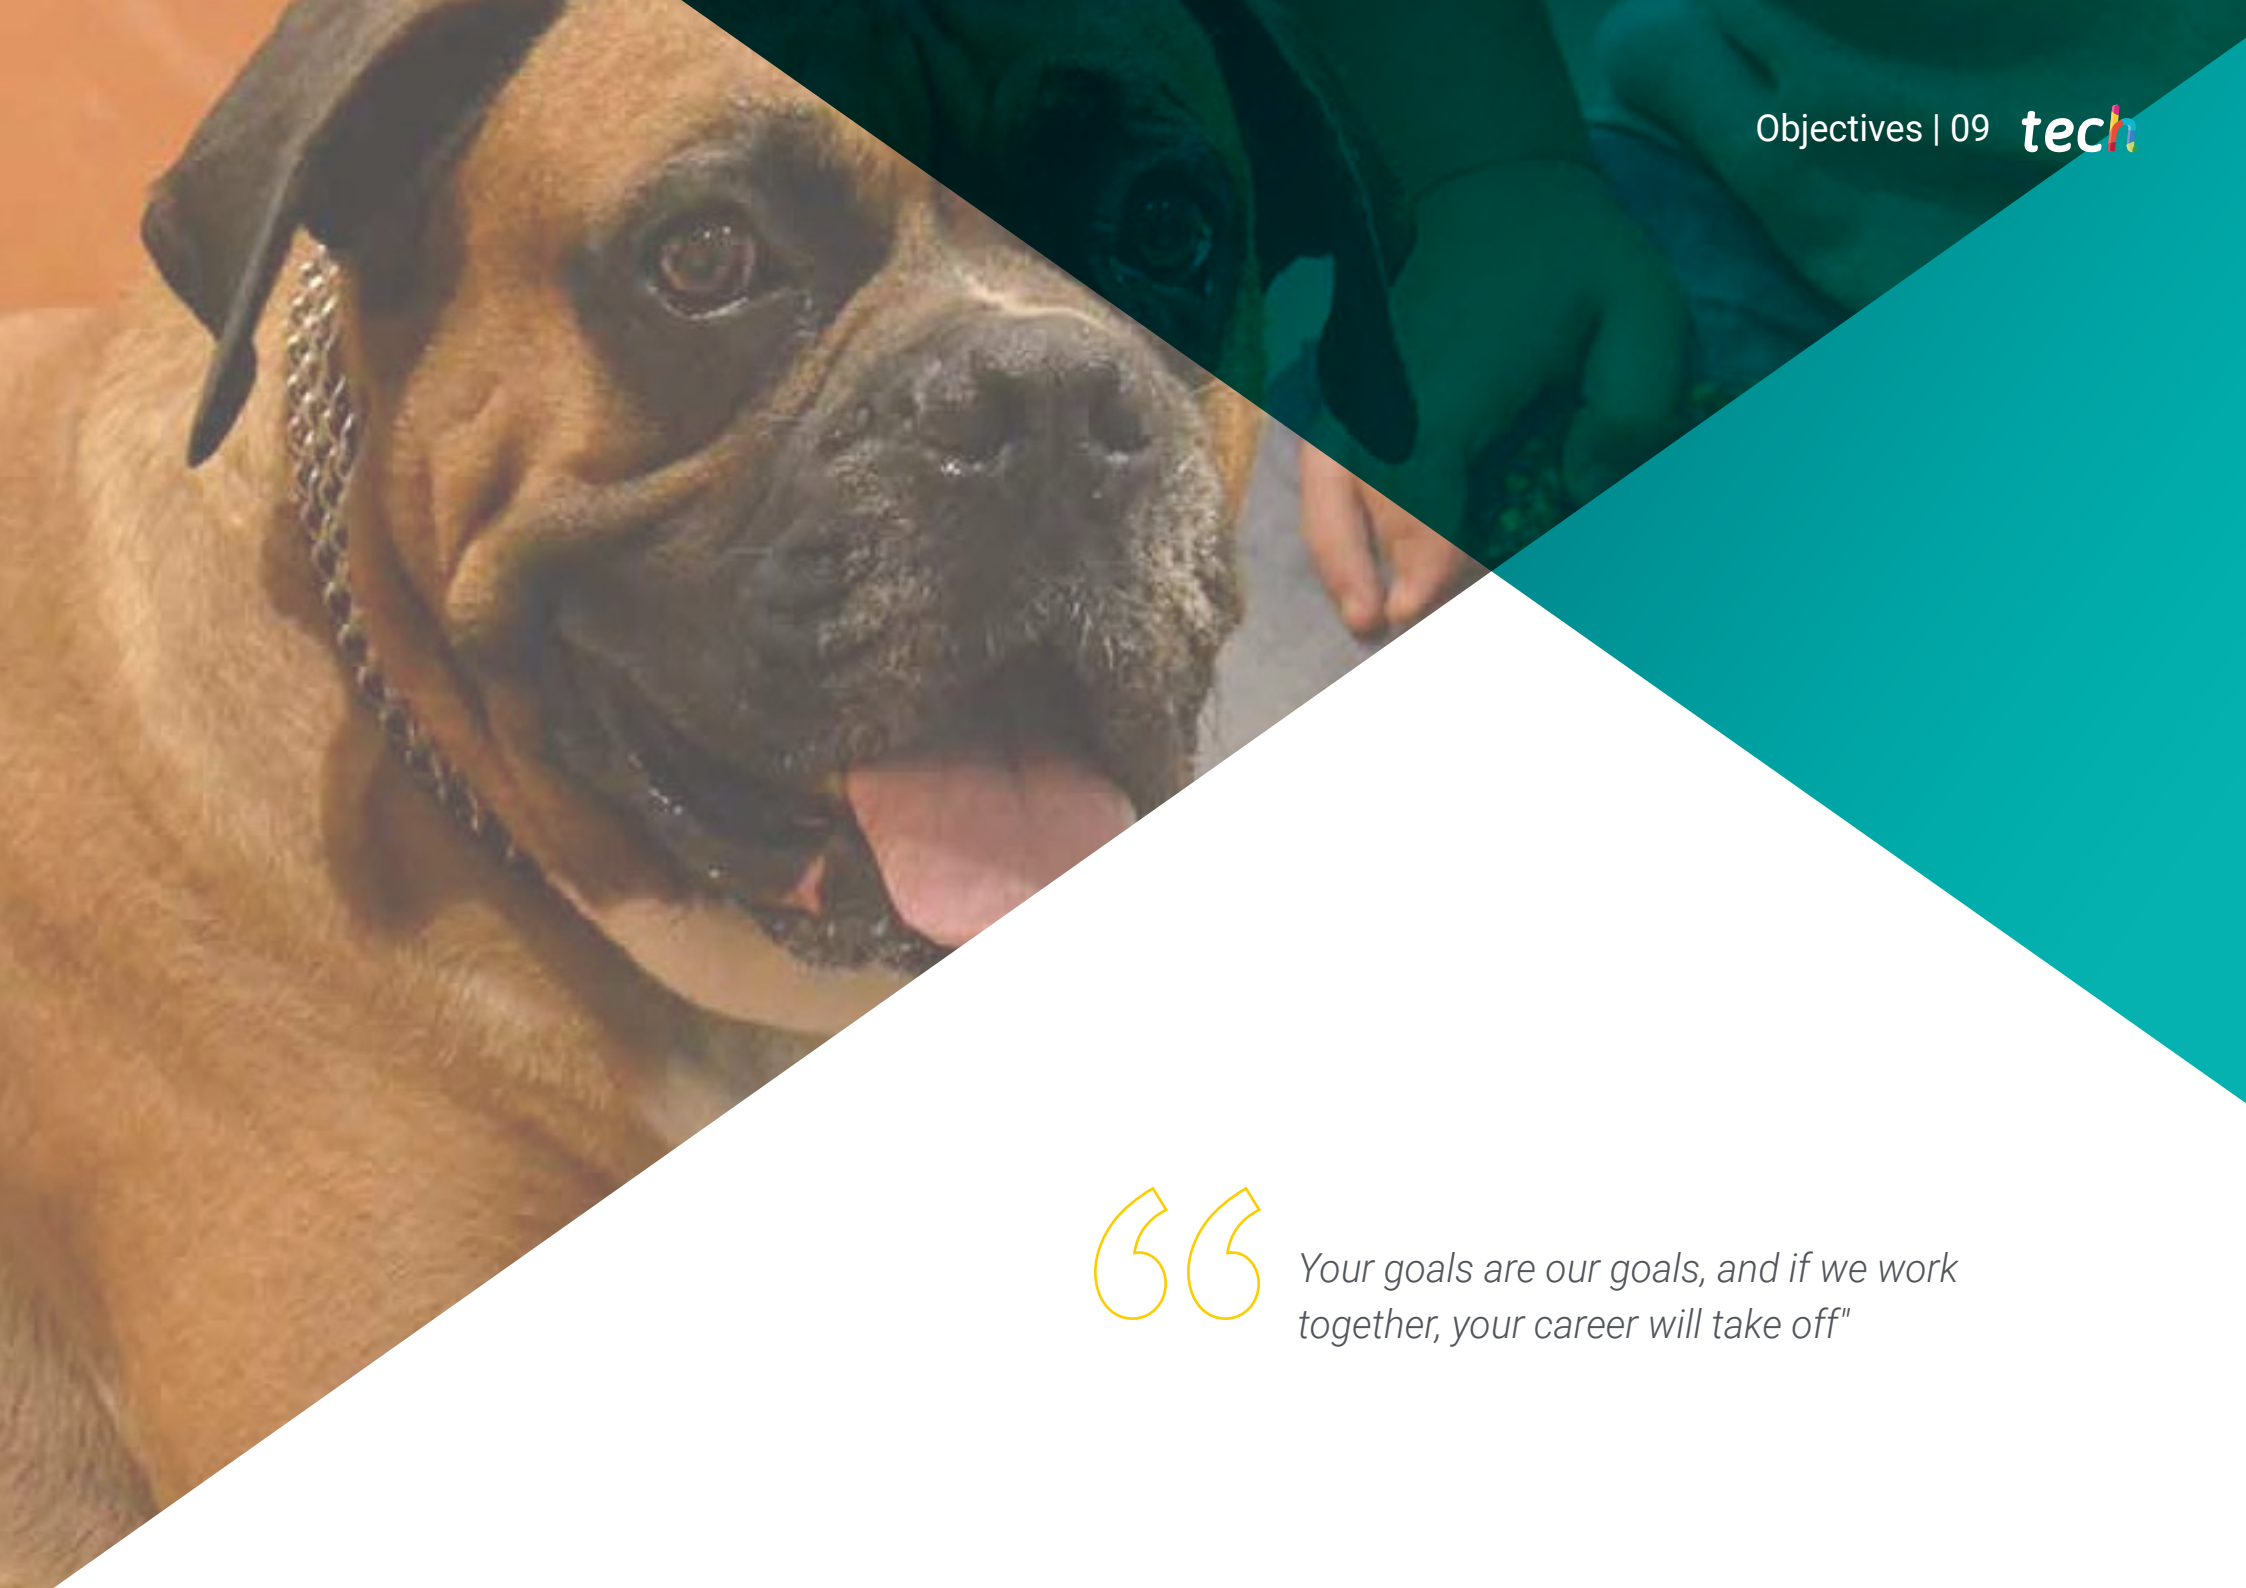 Objectives | 09 tech
Your goals are our goals, and if we work
together, your career will take off"